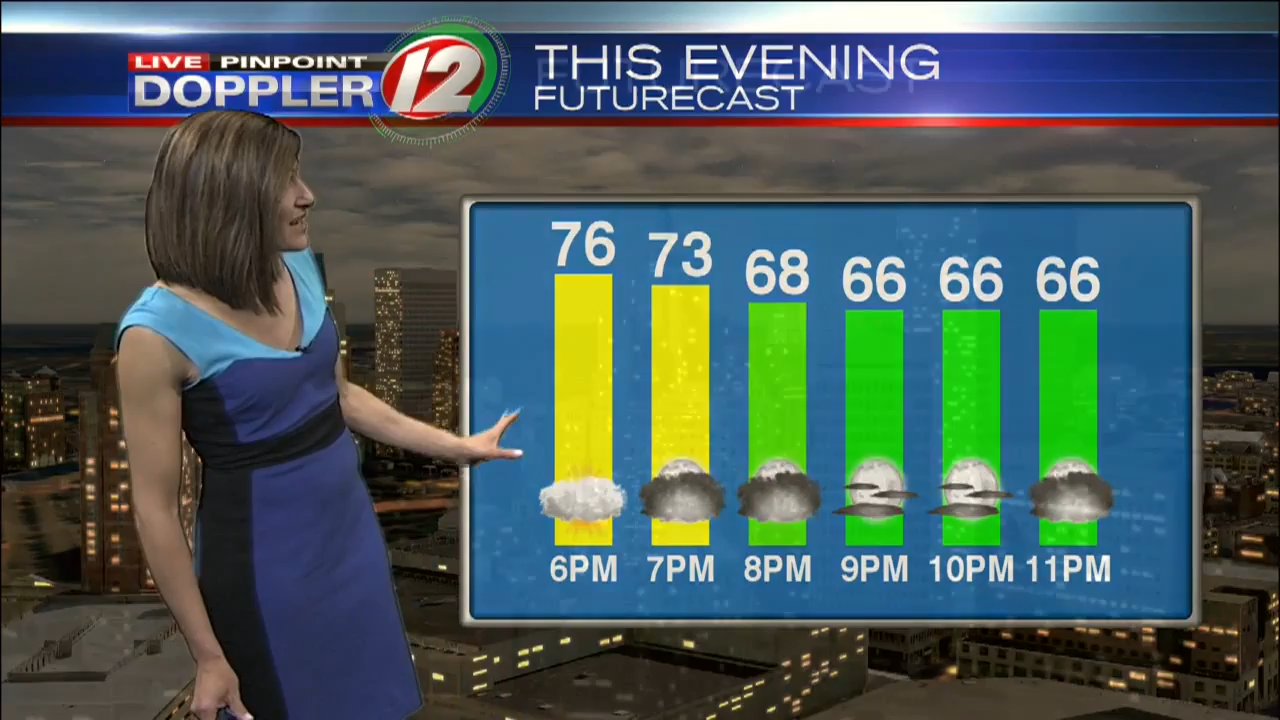 LIVE PINPOINT
DOPPLER 12
THIS EVENING
FUTURECAST
76 73 68 66 66 66
6PM 7PM 8PM 9PM 10PM 11PM